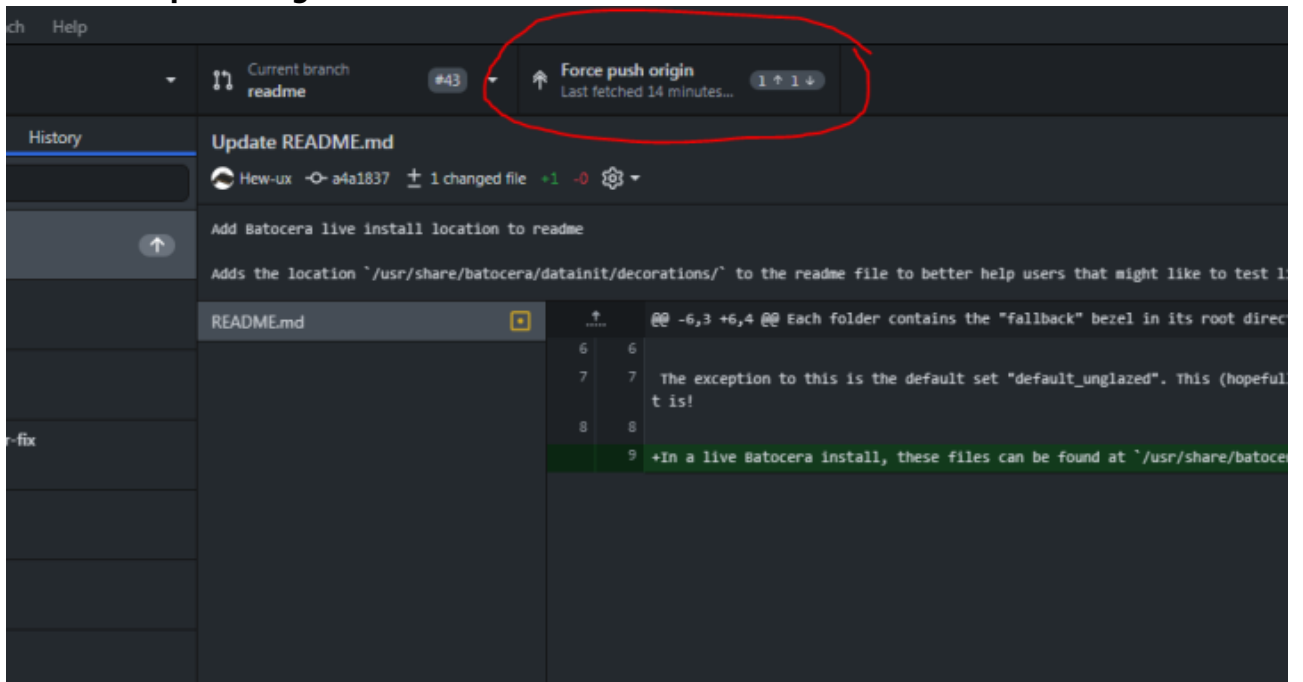 ch Help
Current branch
readme
#43
Force push origin
Last fetched 14 minutes...
1 ↑ 1 ↓
History
Update README.md
Hew-ux a4a1837 ± 1 changed file +1 -0
Add Batocera live install location to readme
Adds the location `/usr/share/batocera/datainit/decorations/` to the readme file to better help users that might like to test
README.md
@@ -6,3 +6,4 @@ Each folder contains the "fallback" bezel in its root direc
6 6
7 7 The exception to this is the default set "default_unglazed". This (hopeful
t is!
8 8
9 +In a live Batocera install, these files can be found at `/usr/share/batoce
r-fix